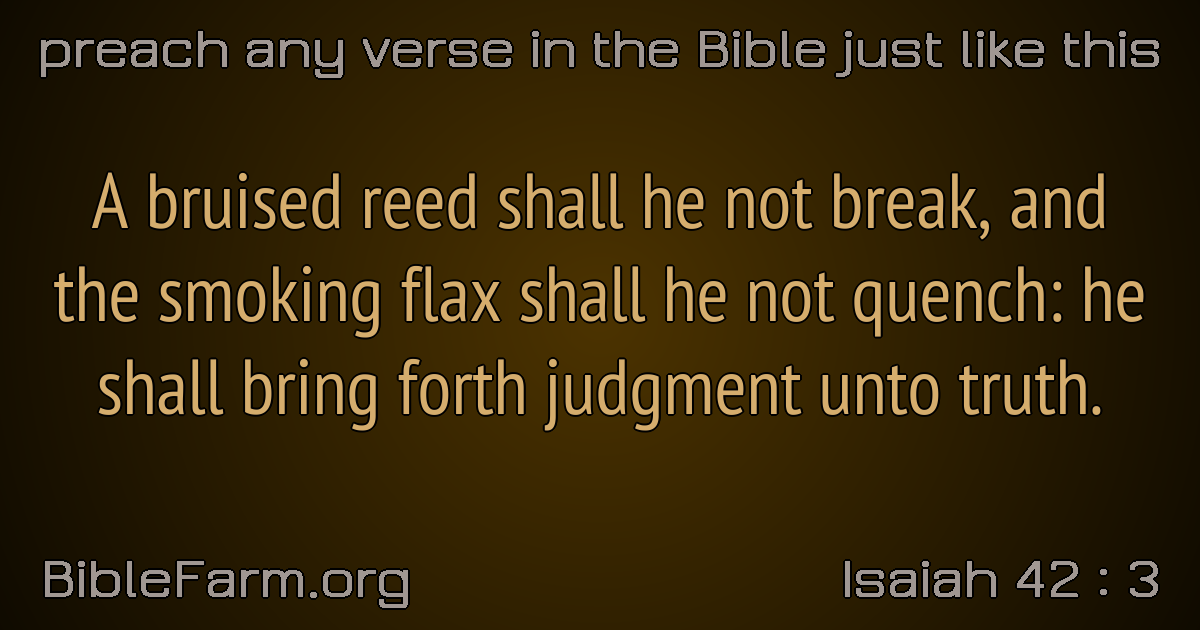 preach any verse in the Bible just like this
A bruised reed shall he not break, and
the smoking flax shall he not quench: he
shall bring forth judgment unto truth.
BibleFarm.org
Isaiah 42 : 3